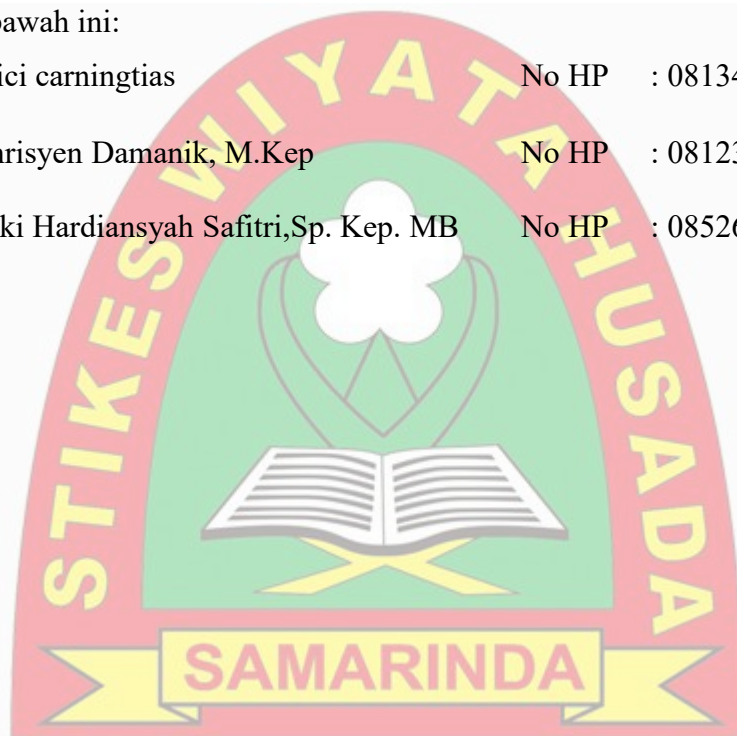 bawah ini:
ici carningtias No HP : 08134
hrisyen Damanik, M.Kep No HP : 08123
ki Hardiansyah Safitri,Sp. Kep. MB No HP : 08526
STIKES WIYATA HUSADA
SAMARINDA